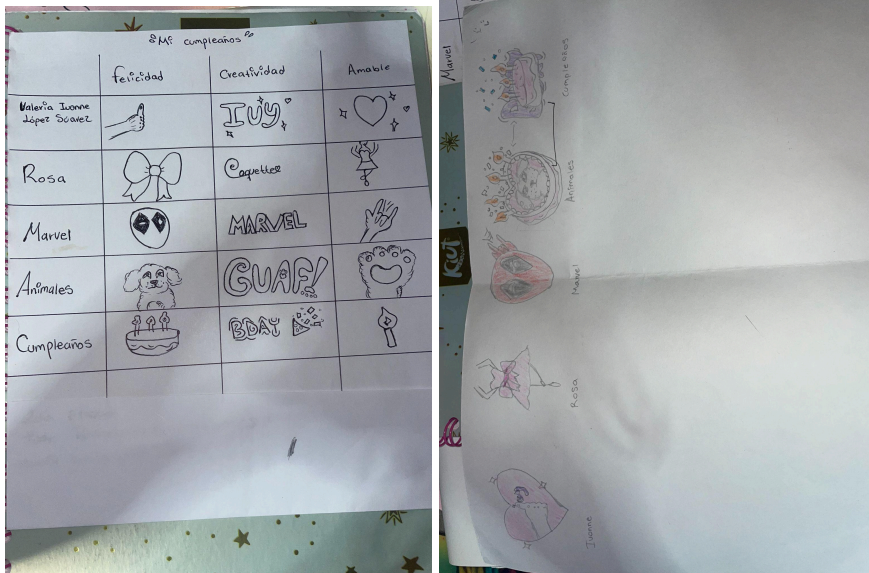 Mi cumpleaños
felicidad
Creatividad
Amable
Valeria Ivonne
López Suarez
IVY
Rosa
Coquette
Marvel
MARVEL
Animales
GUAF!
Cumpleaños
BDAY
Marvel
Kut
Cumpleaños
Animales
Marvel
Rosa
Ivonne